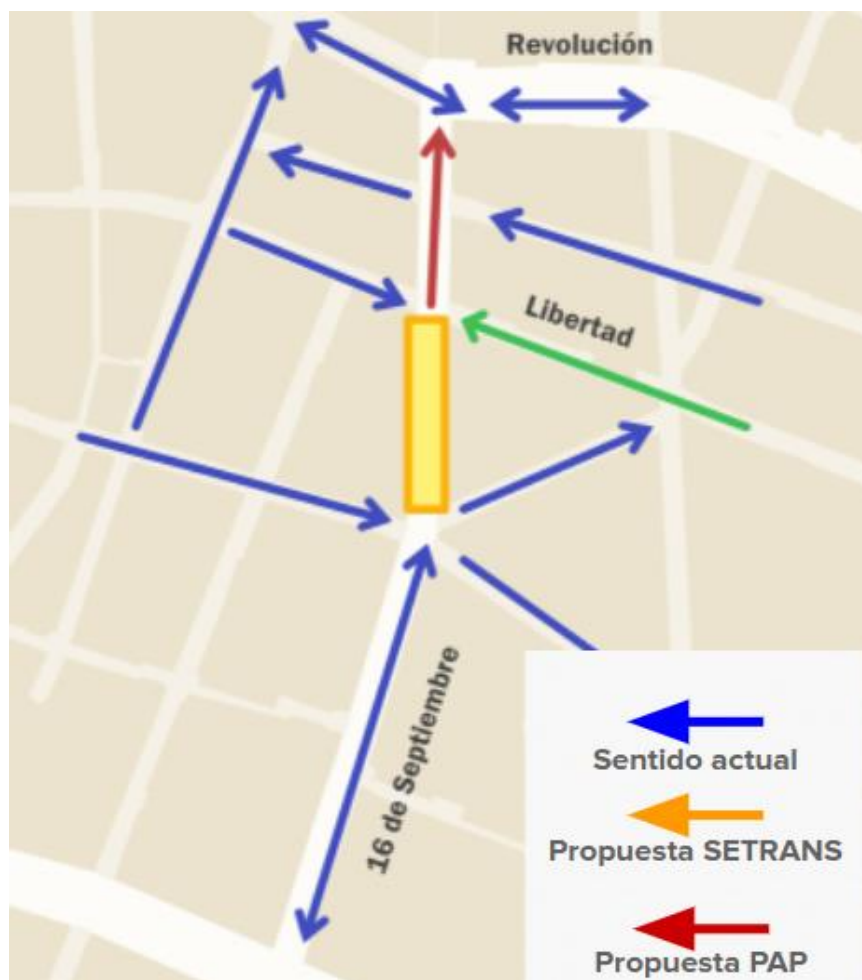 Revolución
Libertad
16 de Septiembre
Sentido actual
Propuesta SETRANS
Propuesta PAP